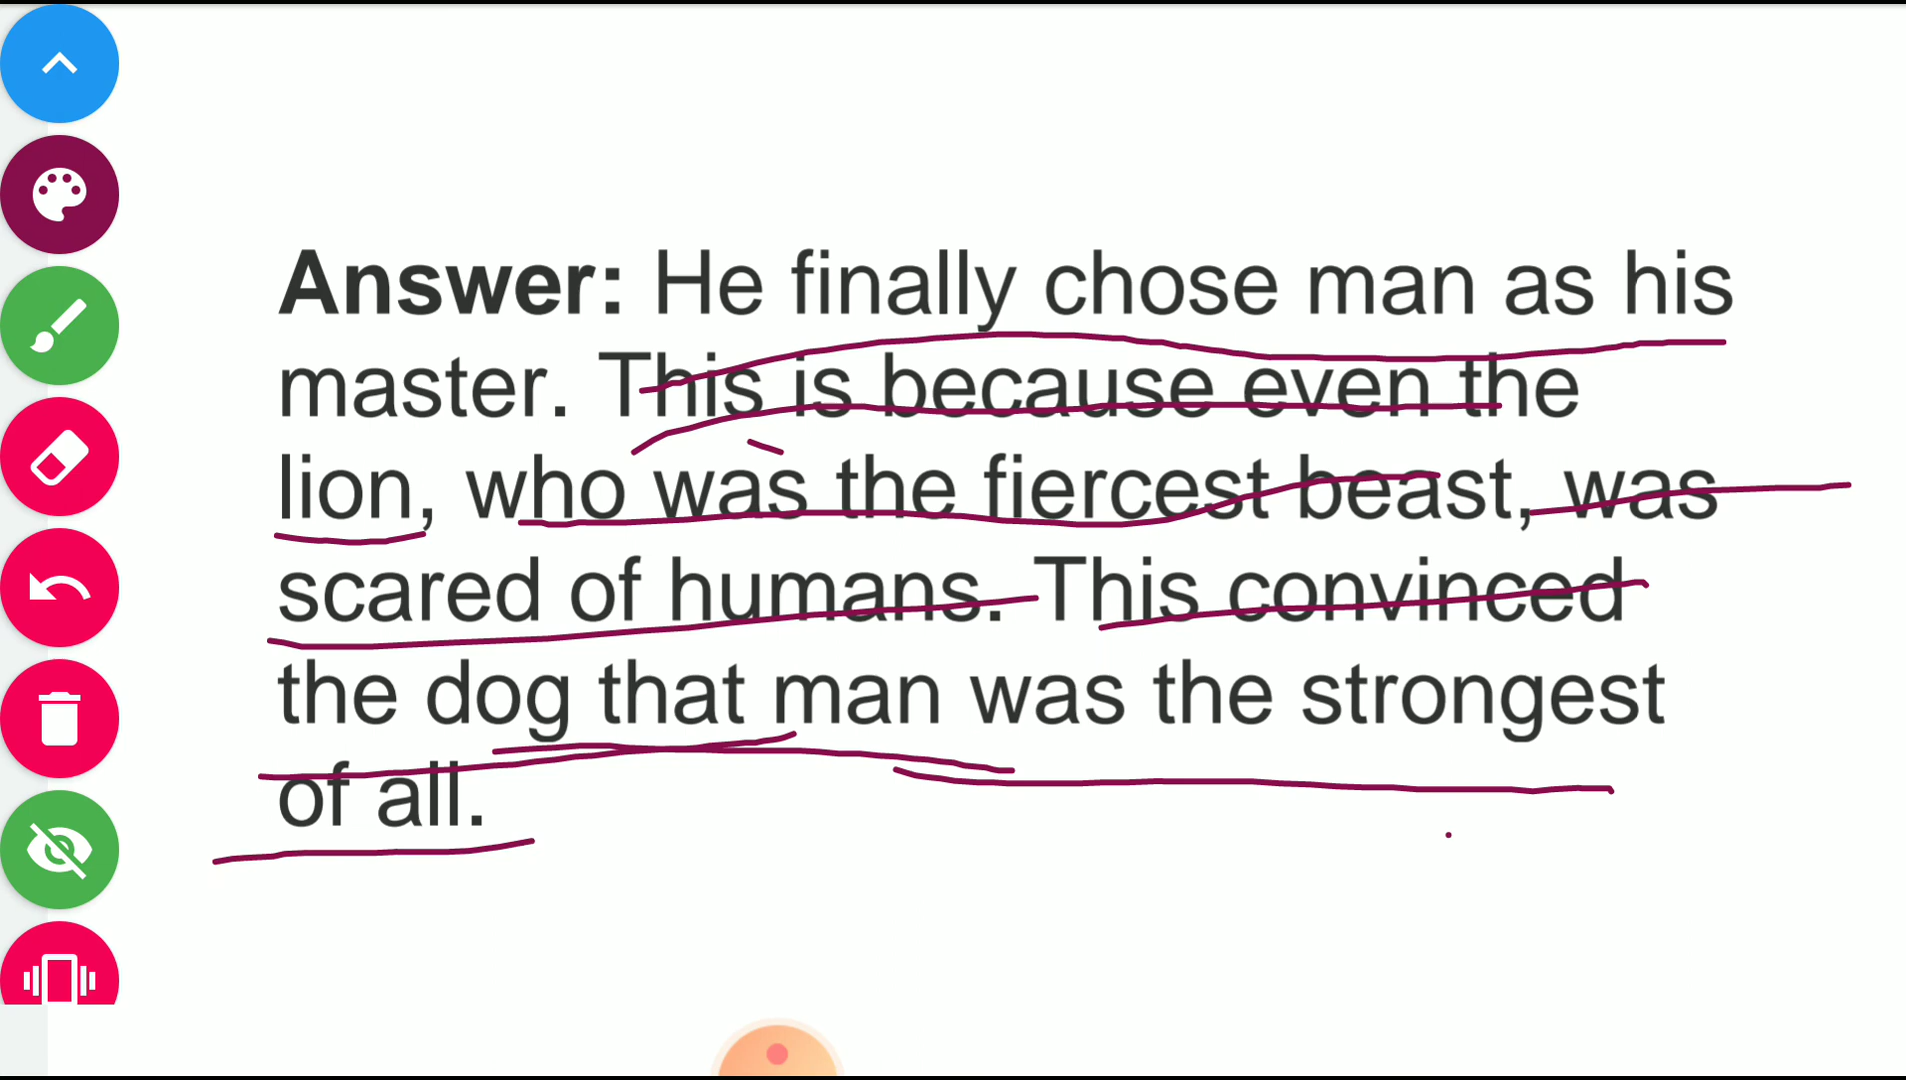 Answer: He finally chose man as his
master. This is because even the
lion, who was the fiercest beast, was
scared of humans. This convinced
the dog that man was the strongest
of all.